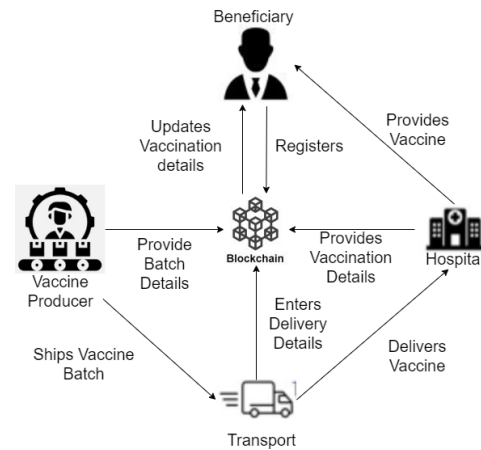 Beneficiary
Updates
Vaccination
details
Registers
Provides
Vaccine
Vaccine
Producer
Provide
Batch
Details
Blockchain
Provides
Vaccination
Details
Hospita
Ships Vaccine
Batch
Enters
Delivery
Details
Delivers
Vaccine
Transport